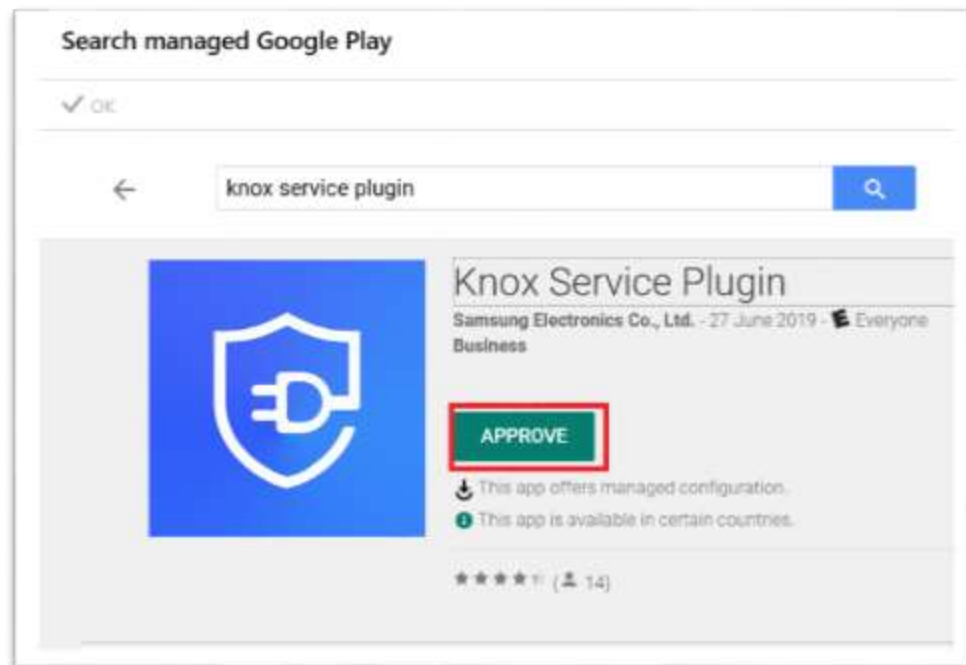 Search managed Google Play
OK
knox service plugin
Knox Service Plugin
Samsung Electronics Co., Ltd. - 27 June 2019 - E Everyone
Business
APPROVE
This app offers managed configuration.
This app is available in certain countries.
(14)